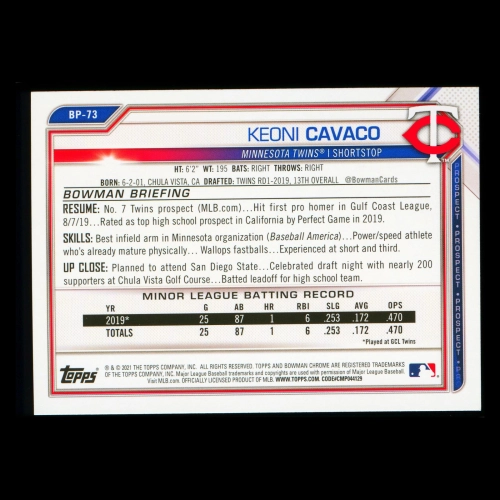 BP-73
KEONI CAVACO
MINNESOTA TWINS® | SHORTSTOP
TC
HT: 6'2" WT: 195 BATS: RIGHT THROWS: RIGHT
BORN: 6-2-01, CHULA VISTA, CA DRAFTED: TWINS RD1-2019, 13TH OVERALL @BowmanCards
BOWMAN BRIEFING
RESUME: No. 7 Twins prospect (MLB.com)...Hit first pro homer in Gulf Coast League,
8/7/19...Rated as top high school prospect in California by Perfect Game in 2019.
SKILLS: Best infield arm in Minnesota organization (Baseball America)...Power/speed athlete
who's already mature physically... Wallops fastballs...Experienced at short and third.
UP CLOSE: Planned to attend San Diego State...Celebrated draft night with nearly 200
supporters at Chula Vista Golf Course...Batted leadoff for high school team.
MINOR LEAGUE BATTING RECORD
YR G AB HR RBI SLG AVG OPS
2019* 25 87 1 6 .253 .172 .470
TOTALS 25 87 1 6 .253 .172 .470
*Played at GCL Twins
PROSPECT • PROSPECT • PROSPECT • PR
Topps
® & © 2021 THE TOPPS COMPANY, INC. ALL RIGHTS RESERVED. TOPPS AND BOWMAN CHROME ARE REGISTERED TRADEMARKS
OF THE TOPPS COMPANY, INC. Major League Baseball trademarks and copyrights are used with permission of Major League Baseball.
Visit MLB.com. OFFICIALLY LICENSED PRODUCT OF MLB. WWW.TOPPS.COM. CODE#CMP044129